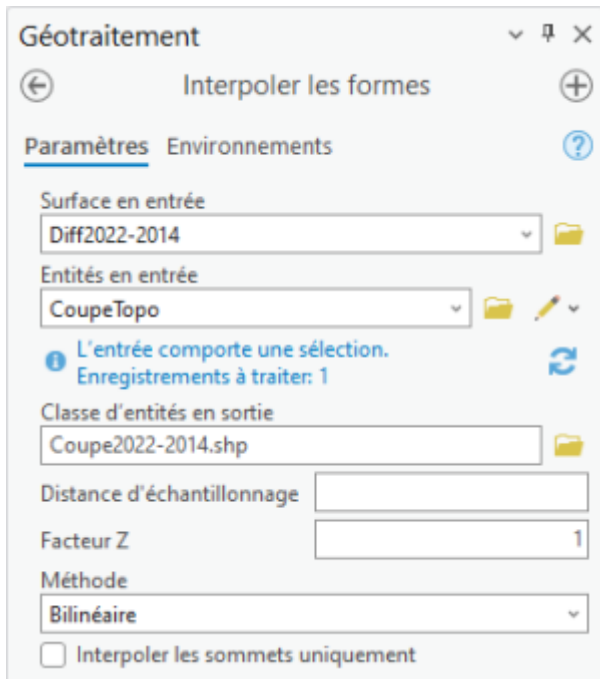 Géotraitement
Interpoler les formes
Paramètres Environnements
Surface en entrée
Diff2022-2014
Entités en entrée
CoupeTopo
L'entrée comporte une sélection.
Enregistrements à traiter: 1
Classe d'entités en sortie
Coupe2022-2014.shp
Distance d'échantillonnage
Facteur Z 1
Méthode
Bilinéaire
Interpoler les sommets uniquement